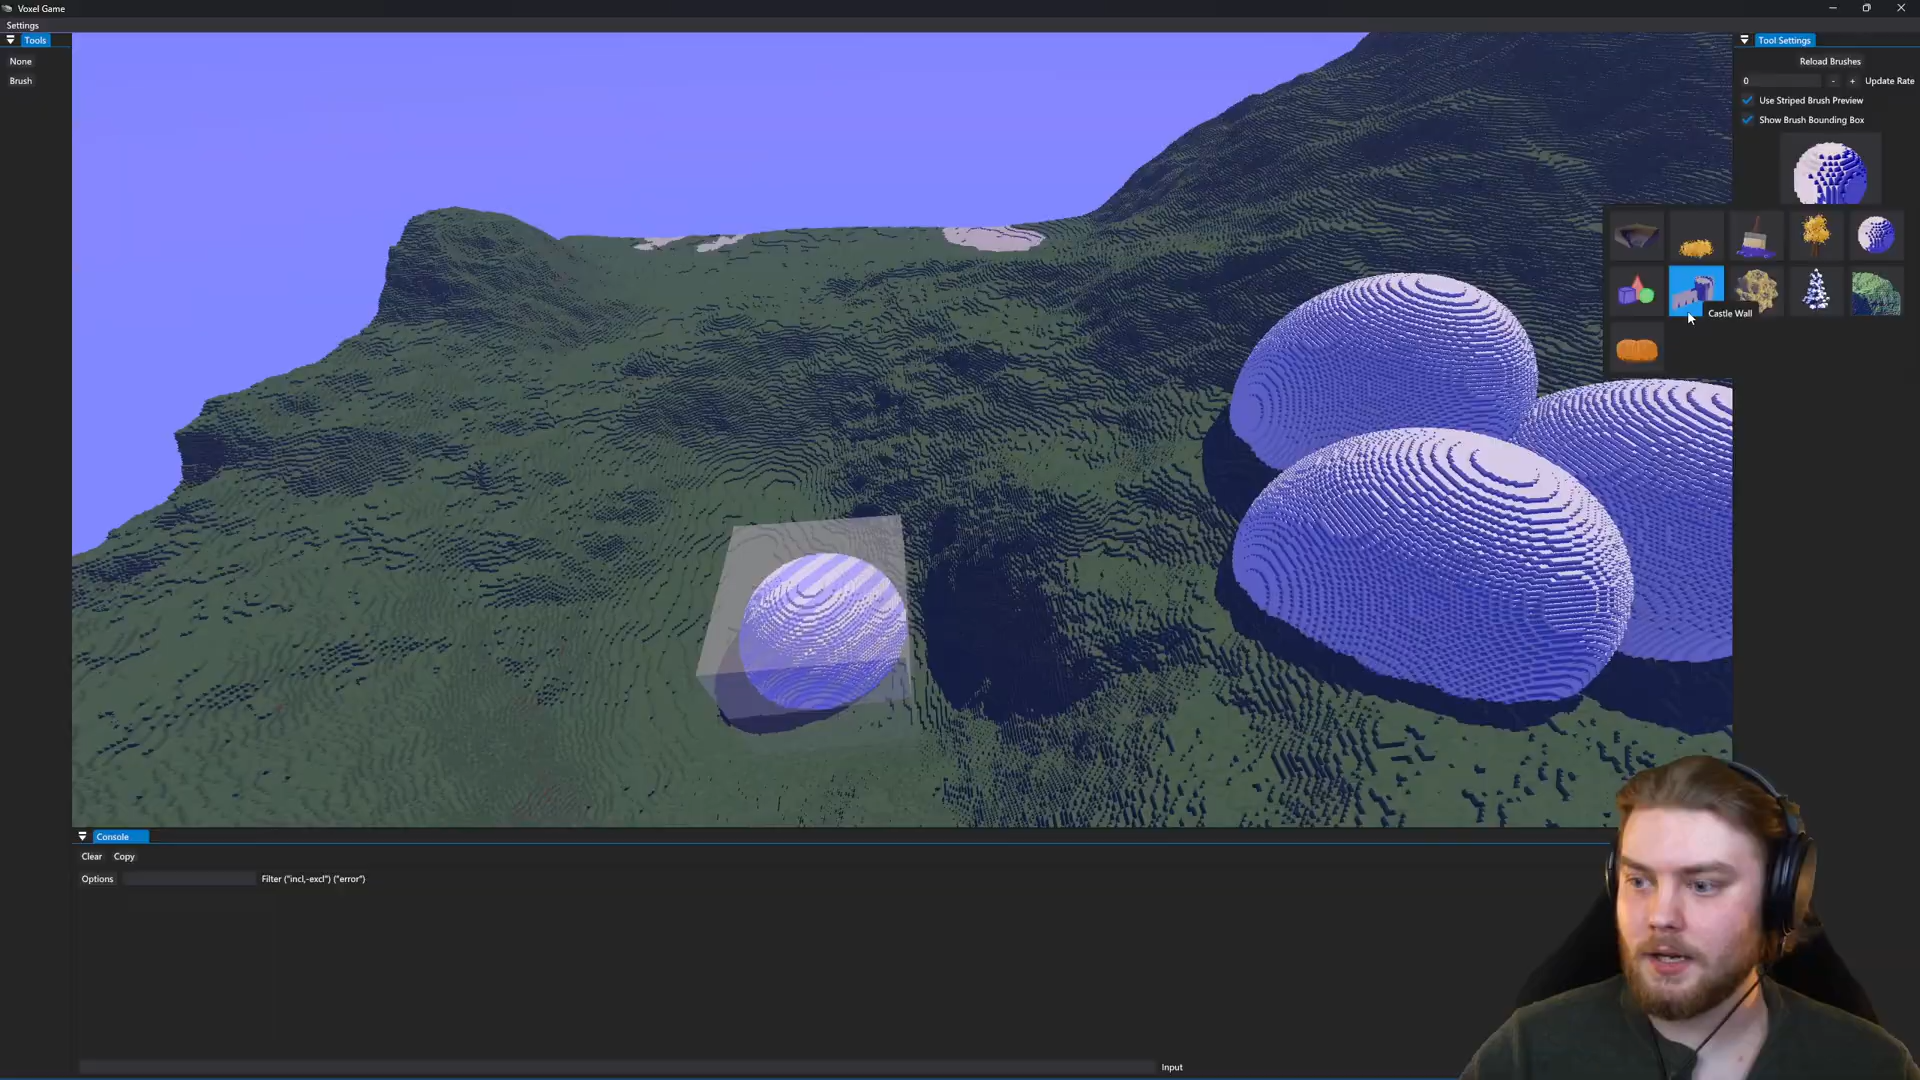 Voxel Game
Settings
Tools
None
Brush
Tool Settings
Reload Brushes
0 - + Update Rate
Use Striped Brush Preview
Show Brush Bounding Box
Castle Wall
Console
Clear Copy
Options Filter ("incl,-excl") ("error")
Input